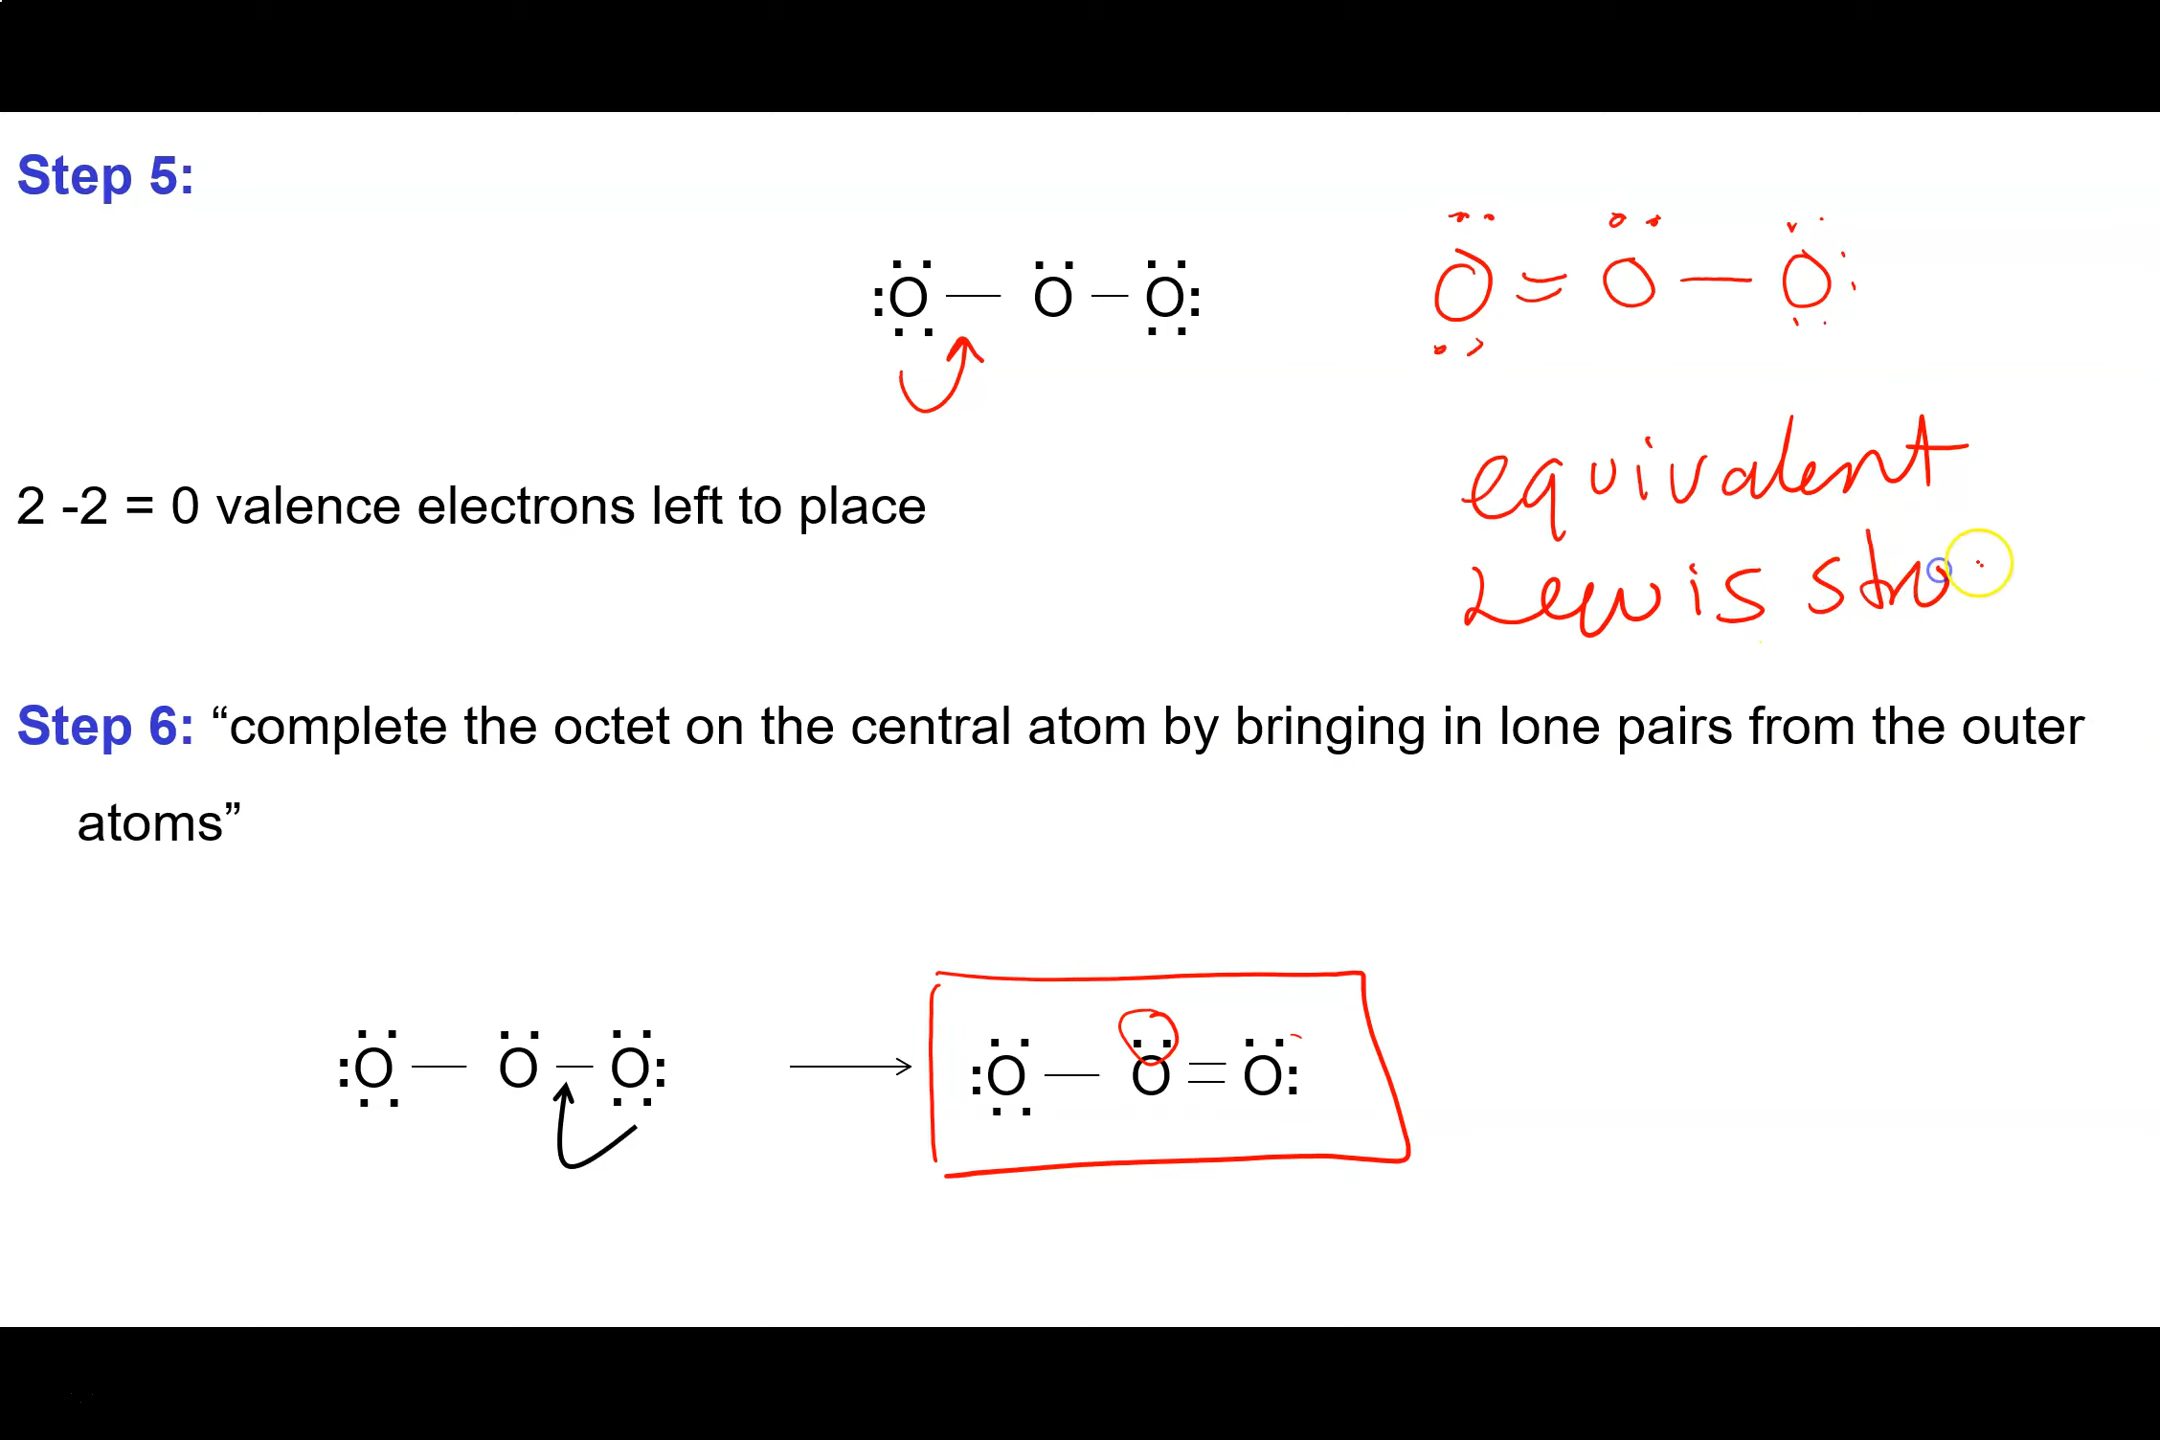 Step 5:
:O — O — O:
O = O — O:
2 -2 = 0 valence electrons left to place
equivalent
Lewis stru
Step 6: “complete the octet on the central atom by bringing in lone pairs from the outer
atoms”
:O — O — O: ⟶ :O — O = O: